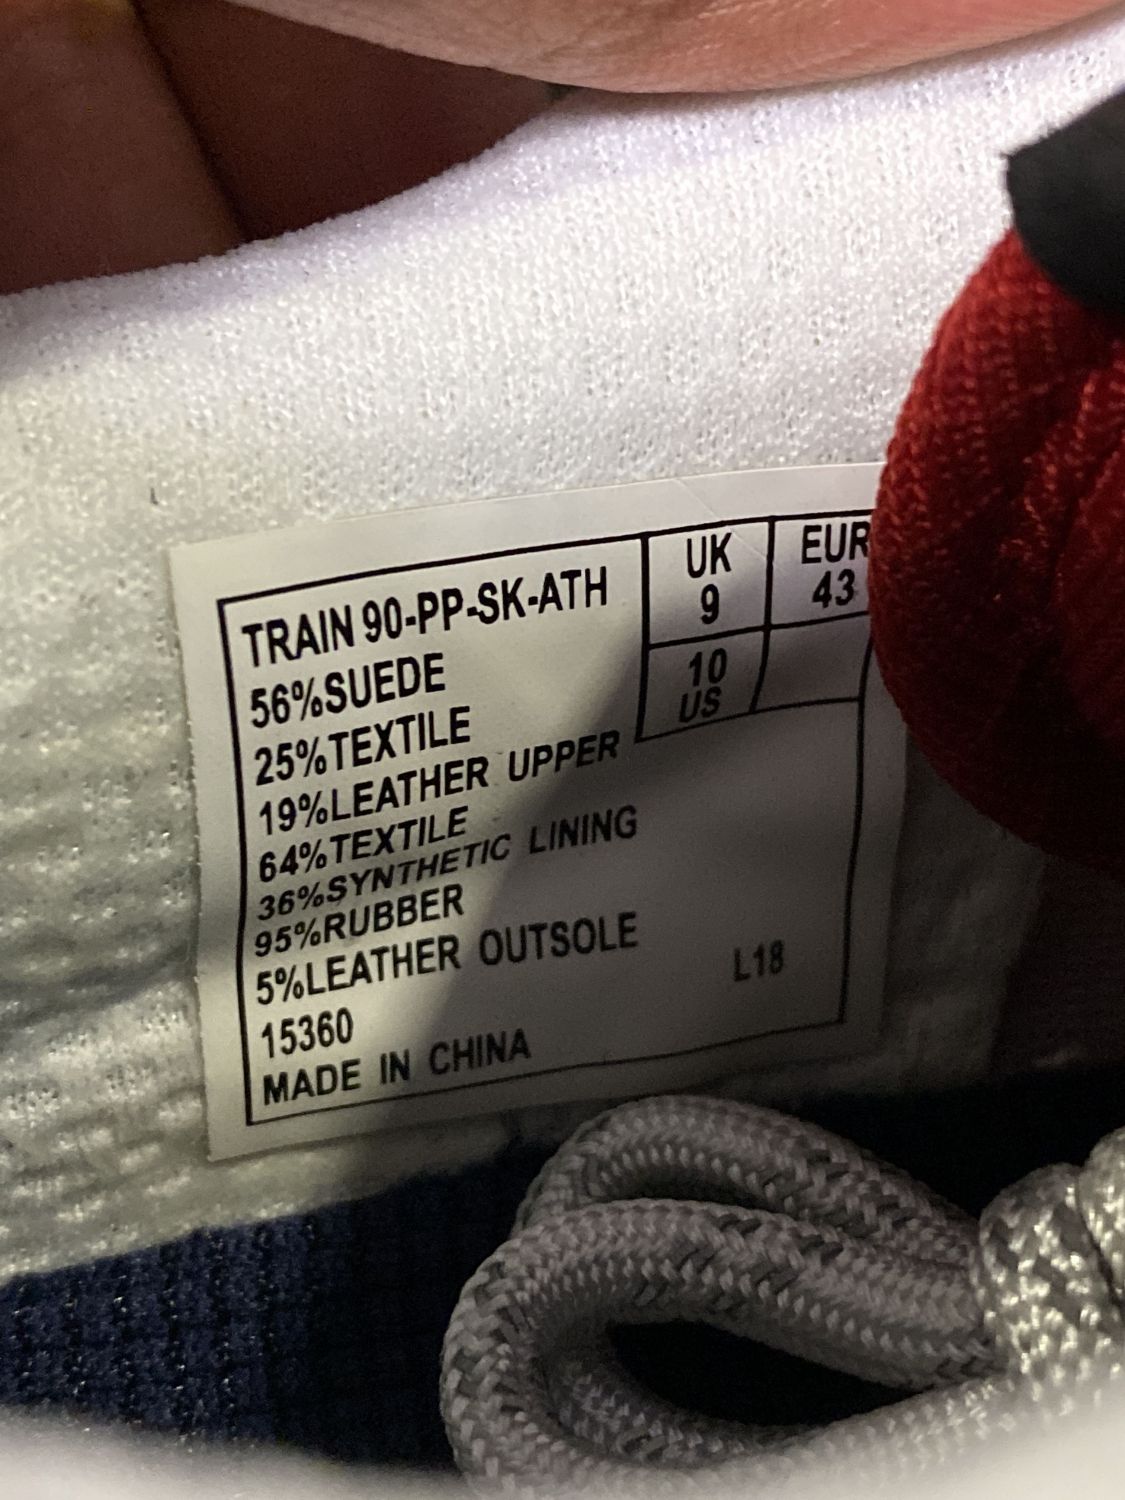 TRAIN 90-PP-SK-ATH
56%SUEDE
25%TEXTILE
19%LEATHER UPPER
64%TEXTILE
36%SYNTHETIC LINING
95%RUBBER
5%LEATHER OUTSOLE
15360
MADE IN CHINA
L18
UK
9
EUR
43
10
US